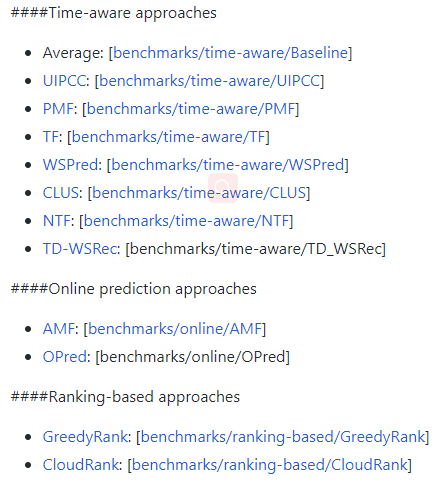 ####Time-aware approaches
• Average: [benchmarks/time-aware/Baseline]
• UIPCC: [benchmarks/time-aware/UIPCC]
• PMF: [benchmarks/time-aware/PMF]
• TF: [benchmarks/time-aware/TF]
• WSPred: [benchmarks/time-aware/WSPred]
• CLUS: [benchmarks/time-aware/CLUS]
• NTF: [benchmarks/time-aware/NTF]
• TD-WSRec: [benchmarks/time-aware/TD_WSRec]
####Online prediction approaches
• AMF: [benchmarks/online/AMF]
• OPred: [benchmarks/online/OPred]
####Ranking-based approaches
• GreedyRank: [benchmarks/ranking-based/GreedyRank]
• CloudRank: [benchmarks/ranking-based/CloudRank]